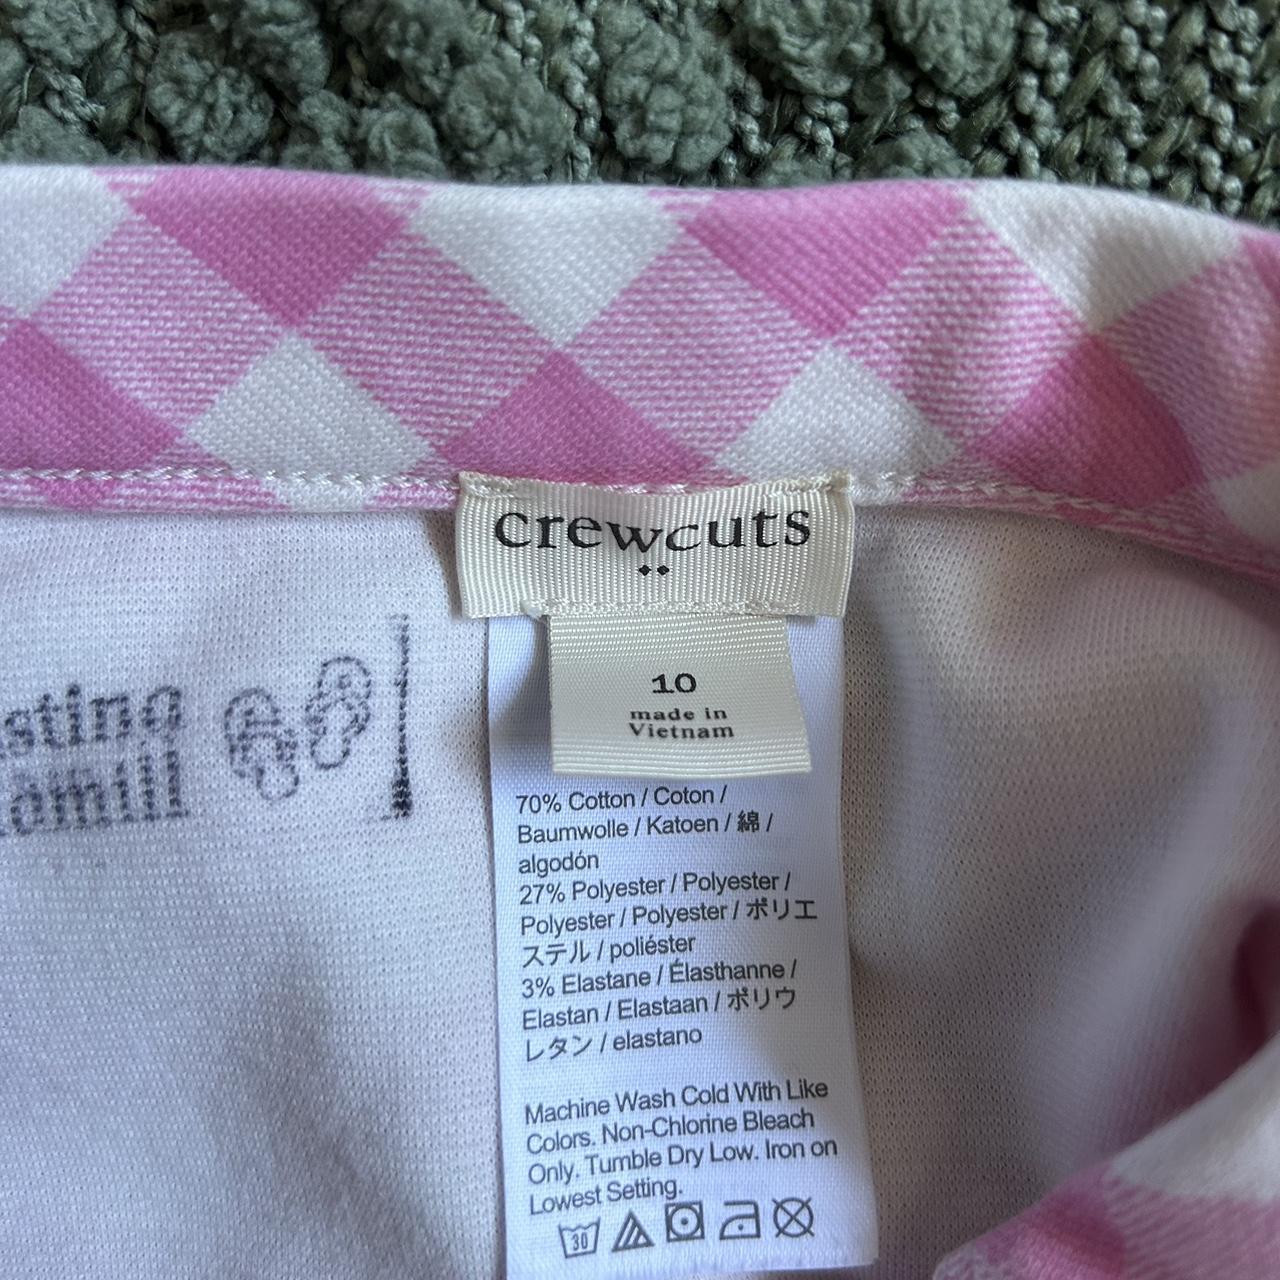 crewcuts
10
made in
Vietnam
70% Cotton / Coton /
Baumwolle / Katoen / 綿 /
algodón
27% Polyester / Polyester /
Polyester / Polyester / ポリエ
ステル / poliéster
3% Elastane / Élasthanne /
Elastan / Elastaan / ポリウ
レタン / elastano
Machine Wash Cold With Like
Colors. Non-Chlorine Bleach
Only. Tumble Dry Low. Iron on
Lowest Setting.
30